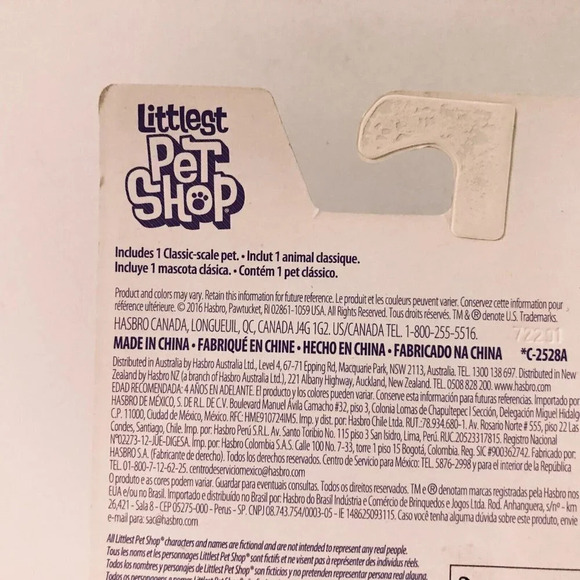 Littlest
Pet
Shop
Includes 1 Classic-scale pet. • Inclut 1 animal classique.
Incluye 1 mascota clásica. • Contém 1 pet clássico.
Product and colors may vary. Retain this information for future reference. Le produit et les couleurs peuvent varier. Conservez cette information pour
référence ultérieure. © 2016 Hasbro, Pawtucket, RI 02861-1059 USA. All Rights Reserved. Tous droits réservés. TM & ® denote U.S. Trademarks.
HASBRO CANADA, LONGUEUIL, QC, CANADA J4G 1G2. US/CANADA TEL. 1-800-255-5516.
72201
MADE IN CHINA • FABRIQUÉ EN CHINE • HECHO EN CHINA • FABRICADO NA CHINA *C-2528A
Distributed in Australia by Hasbro Australia Ltd., Level 4, 67-71 Epping Rd, Macquarie Park, NSW 2113, Australia. TEL. 1300 138 697. Distributed in New
Zealand by Hasbro NZ (a branch of Hasbro Australia Ltd.), 221 Albany Highway, Auckland, New Zealand. TEL. 0508 828 200. www.hasbro.com
EDAD RECOMENDADA: 4 AÑOS EN ADELANTE. El producto y los colores pueden variar. Conserve esta información para futuras referencias. Importado por
HASBRO DE MÉXICO, S. DE R.L. DE C.V. Boulevard Manuel Ávila Camacho #32, piso 3, Colonia Lomas de Chapultepec I Sección, Delegación Miguel Hidalgo
C.P. 11000, Ciudad de México, México. RFC: HME910724IM5. Imp. y dist. por: Hasbro Chile Ltda. RUT.:78.934.680-1. Av. Rosario Norte # 555, piso 22 Las
Condes, Santiago, Chile. Imp. por: Hasbro Perú S.R.L. Av. Santo Toribio No. 115 piso 3 San Isidro, Lima, Perú. RUC. 20523317815. Registro Nacional
N°02273-12-JUE-DIGESA. Imp. por: Hasbro Colombia S.A.S. Calle 100 No. 7-33, torre 1 piso 15 Bogotá, Colombia. Reg. SIC #900362742. Fabricado por:
HASBRO S.A. (Fabricante de derecho). Todos los derechos reservados. Centro de Servicio para México: TEL. 5876-2998 y para el interior de la República
TEL. 01-800-7-12-62-25. centrodeserviciomexico@hasbro.com
O produto e as cores podem variar. Guardar para eventuais consultas. Todos os direitos reservados. TM e ® denotam marcas registradas pela Hasbro nos
EUA e/ou no Brasil. Importado e distribuído no Brasil por: Hasbro do Brasil Indústria e Comércio de Brinquedos e Jogos Ltda. Rod. Anhanguera, s/nº - km
26,421 - Sala 8 - CEP 05275-000 - Perus - SP. CNPJ 08.743.754/0003-05 - IE 148625093115. Caso você tenha alguma dúvida sobre este produto, envie
e-mail para: sac@hasbro.com
All Littlest Pet Shop® characters and names are fictional and are not intended to represent any real people.
Tous les noms et les personnages Littlest Pet Shop® sont fictifs et ne visent pas à représenter des individus réels.
Todos los nombres y personajes de Littlest Pet Shop® son ficticios y no pretenden representar persona real alguna.